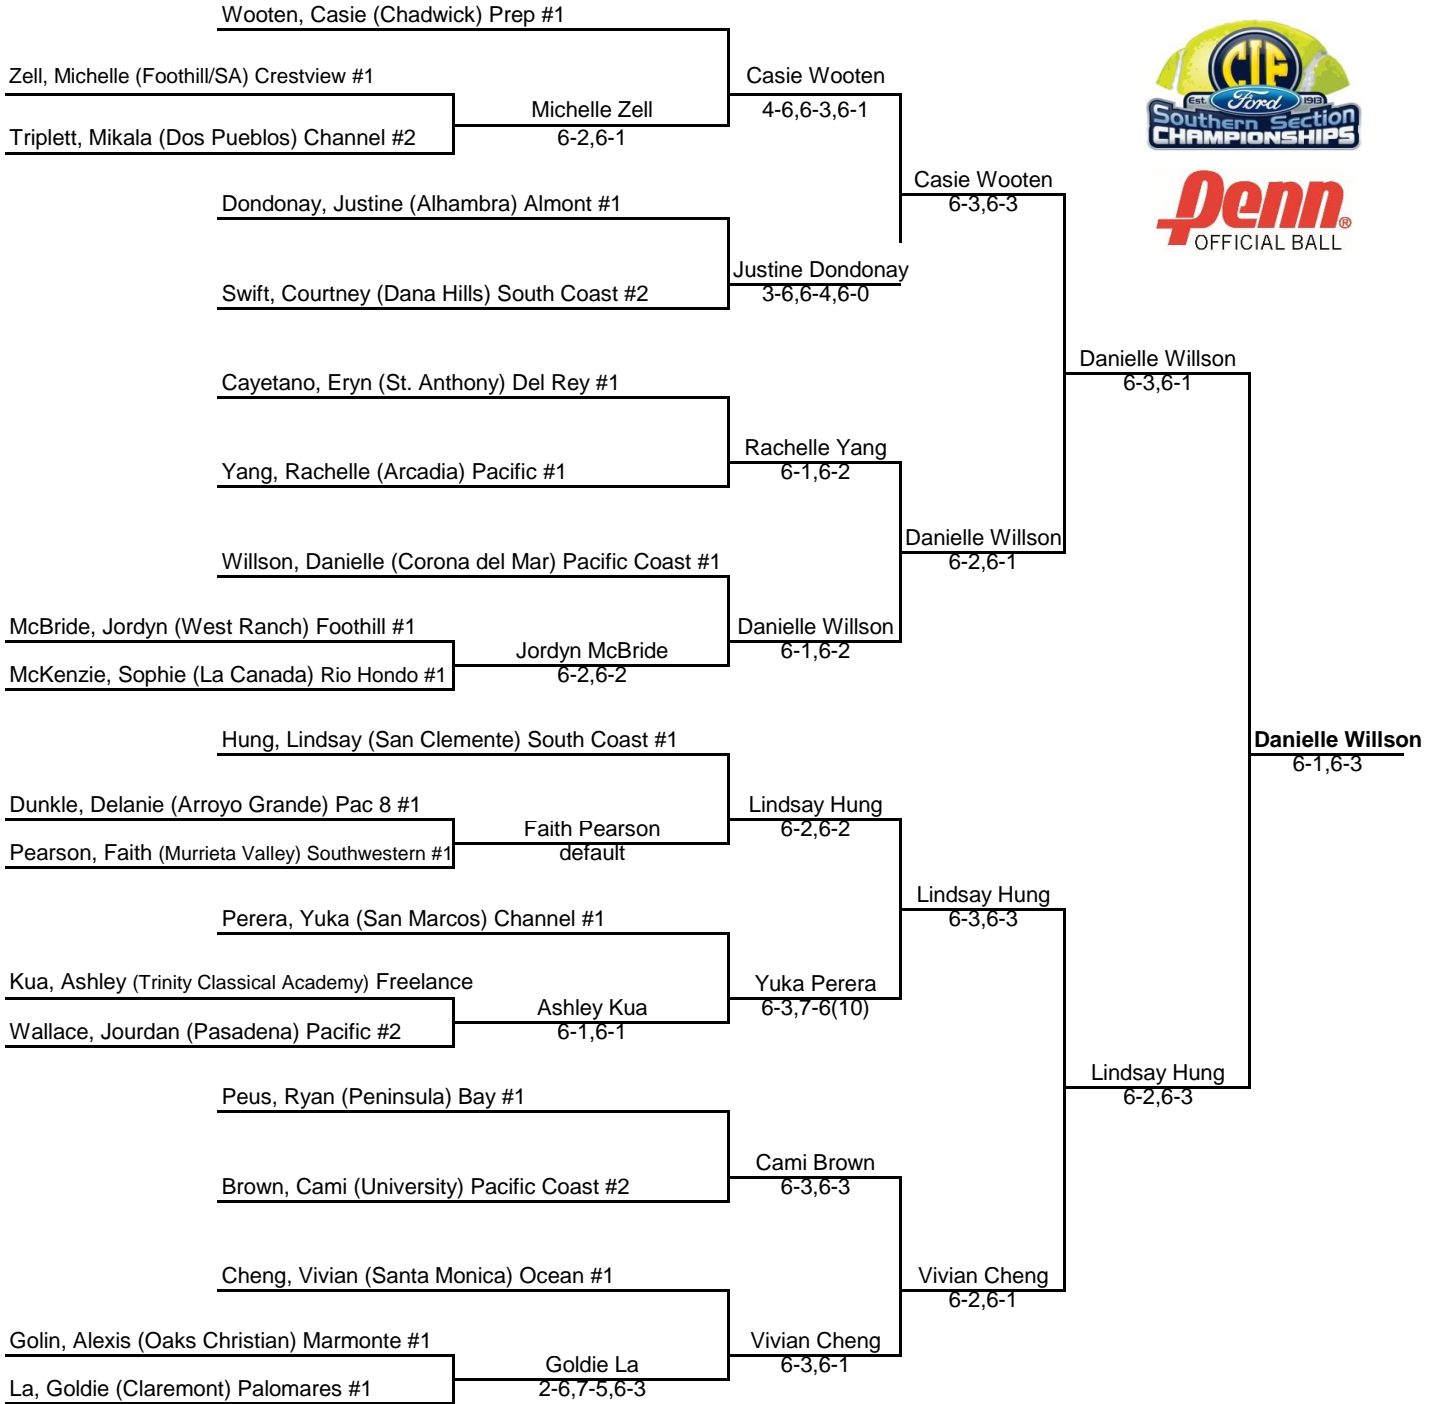 Wooten, Casie (Chadwick) Prep #1
Zell, Michelle (Foothill/SA) Crestview #1
Casie Wooten
Michelle Zell
4-6,6-3,6-1
Triplett, Mikala (Dos Pueblos) Channel #2
6-2,6-1
CIF
Est. Ford 1913
Southern Section
CHAMPIONSHIPS
Casie Wooten
6-3,6-3
Penn®
OFFICIAL BALL
Dondonay, Justine (Alhambra) Almont #1
Justine Dondonay
3-6,6-4,6-0
Swift, Courtney (Dana Hills) South Coast #2
Danielle Willson
6-3,6-1
Cayetano, Eryn (St. Anthony) Del Rey #1
Rachelle Yang
6-1,6-2
Yang, Rachelle (Arcadia) Pacific #1
Danielle Willson
6-2,6-1
Willson, Danielle (Corona del Mar) Pacific Coast #1
McBride, Jordyn (West Ranch) Foothill #1
Danielle Willson
6-1,6-2
Jordyn McBride
6-2,6-2
McKenzie, Sophie (La Canada) Rio Hondo #1
Hung, Lindsay (San Clemente) South Coast #1
Danielle Willson
6-1,6-3
Dunkle, Delanie (Arroyo Grande) Pac 8 #1
Lindsay Hung
6-2,6-2
Faith Pearson
default
Pearson, Faith (Murrieta Valley) Southwestern #1
Lindsay Hung
6-3,6-3
Perera, Yuka (San Marcos) Channel #1
Kua, Ashley (Trinity Classical Academy) Freelance
Yuka Perera
6-3,7-6(10)
Ashley Kua
6-1,6-1
Wallace, Jourdan (Pasadena) Pacific #2
Lindsay Hung
6-2,6-3
Peus, Ryan (Peninsula) Bay #1
Cami Brown
6-3,6-3
Brown, Cami (University) Pacific Coast #2
Cheng, Vivian (Santa Monica) Ocean #1
Vivian Cheng
6-2,6-1
Golin, Alexis (Oaks Christian) Marmonte #1
Vivian Cheng
6-3,6-1
Goldie La
2-6,7-5,6-3
La, Goldie (Claremont) Palomares #1